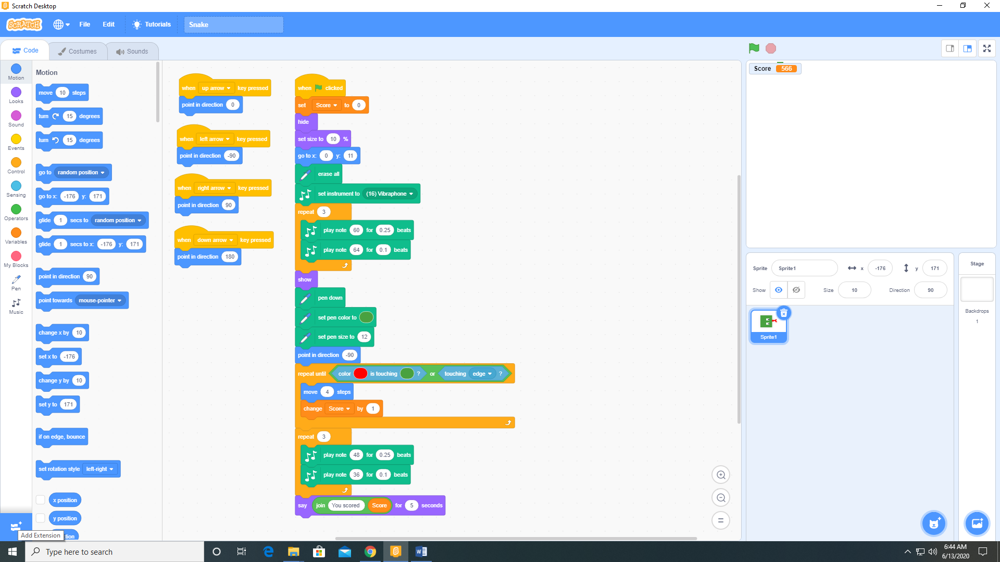 Scratch Desktop
SCRATCH
File
Edit
Tutorials
Snake
Code
Costumes
Sounds
Motion
Looks
Sound
Events
Control
Sensing
Operators
Variables
My Blocks
Pen
Music
Motion
move 10 steps
turn 15 degrees
turn 15 degrees
go to random position
go to x: -176 y: 171
glide 1 secs to random position
glide 1 secs to x: -176 y: 171
point in direction 90
point towards mouse-pointer
change x by 10
set x to -176
change y by 10
set y to 171
if on edge, bounce
set rotation style left-right
x position
y position
Add Extension
when up arrow key pressed
point in direction 0
when left arrow key pressed
point in direction -90
when right arrow key pressed
point in direction 90
when down arrow key pressed
point in direction 180
when clicked
set Score to 0
hide
set size to 10 %
go to x: 0 y: 11
erase all
set instrument to (16) Vibraphone
repeat 3
play note 60 for 0.25 beats
play note 64 for 0.1 beats
show
pen down
set pen color to
set pen size to 12
point in direction -90
repeat until color is touching ? or touching edge ?
move 4 steps
change Score by 1
repeat 3
play note 48 for 0.25 beats
play note 36 for 0.1 beats
say join You scored Score for 5 seconds
Score 566
Sprite Sprite1 x -176 y 171
Show Size 10 Direction 90
Sprite1
Stage
Backdrops
1
Type here to search
6:44 AM
6/13/2020